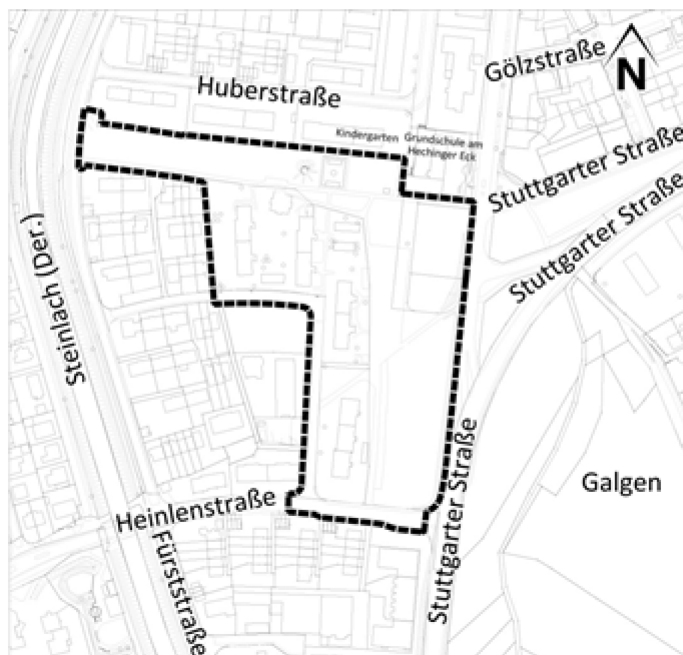 Gölzstraße
N
Huberstraße
Kindergarten
Grundschule am
Hechinger Eck
Stuttgarter Straße
Stuttgarter Straße
Steinlach (Der.)
Galgen
Heinlenstraße
Stuttgarter Straße
Fürststraße